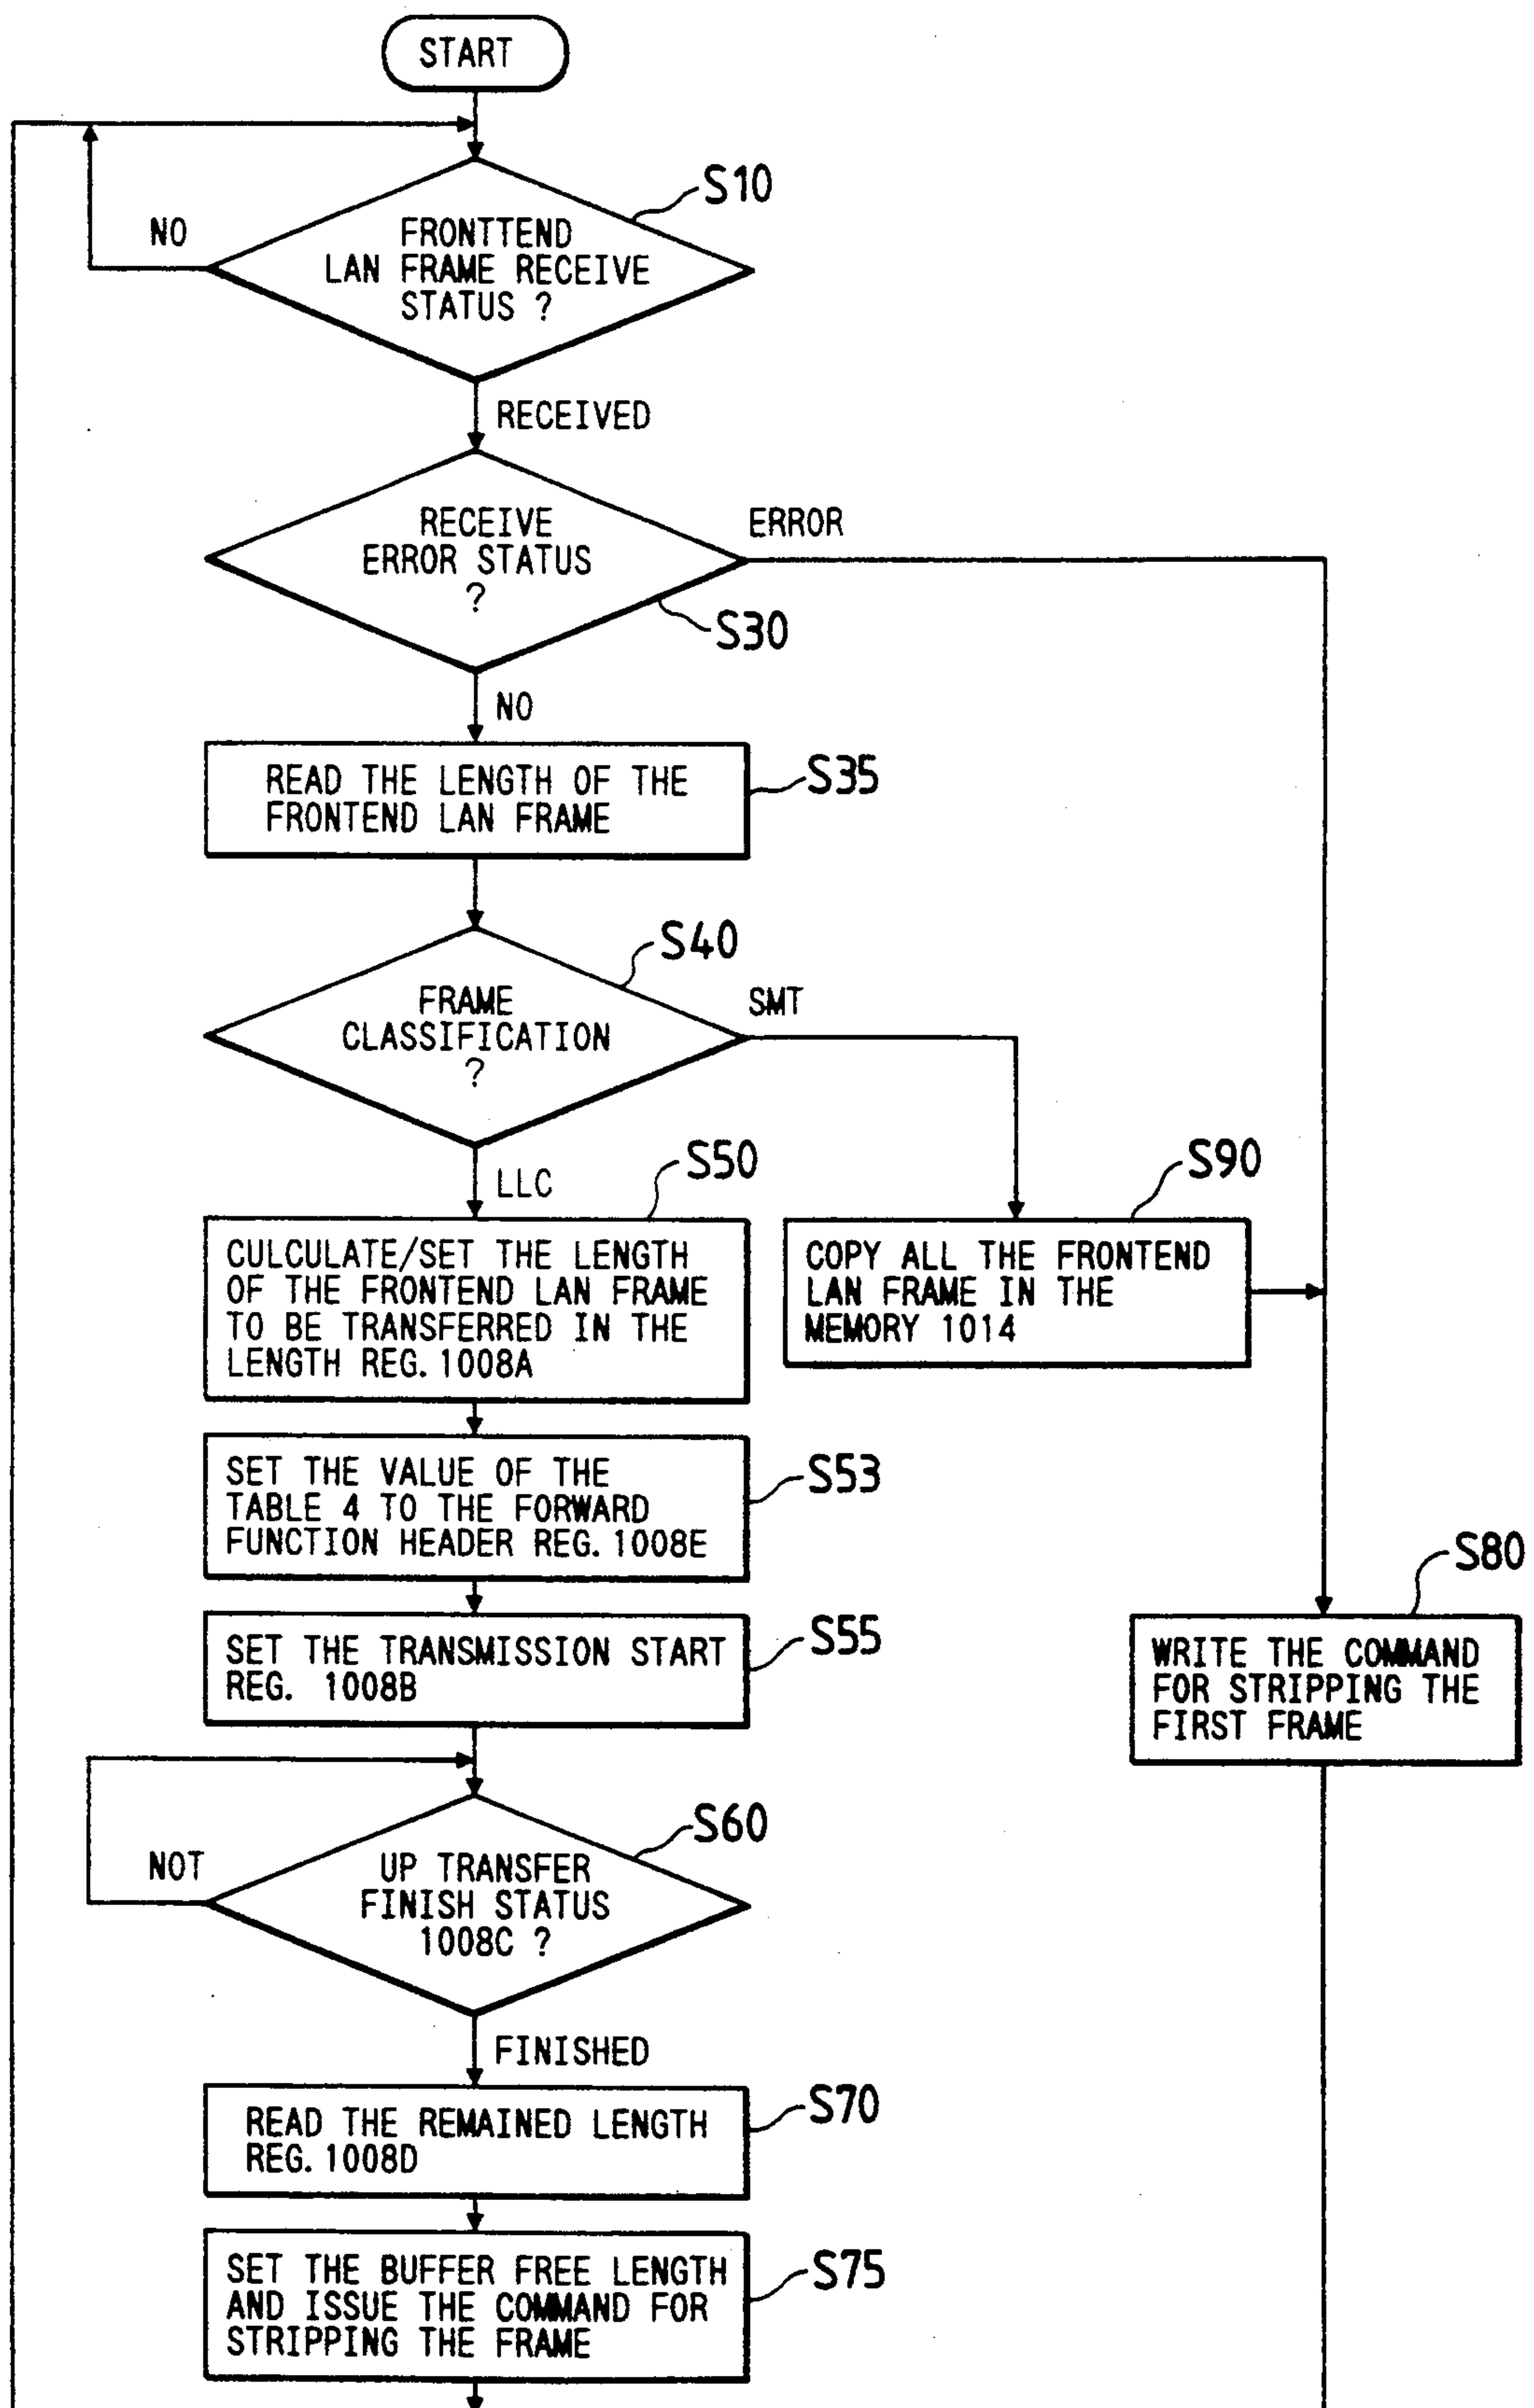 START
S10
NO
FRONTTEND
LAN FRAME RECEIVE
STATUS ?
RECEIVED
RECEIVE
ERROR STATUS
?
ERROR
S30
NO
READ THE LENGTH OF THE
FRONTEND LAN FRAME
S35
S40
FRAME
CLASSIFICATION
?
SMT
LLC
S50
S90
CULCULATE/SET THE LENGTH
OF THE FRONTEND LAN FRAME
TO BE TRANSFERRED IN THE
LENGTH REG. 1008A
COPY ALL THE FRONTEND
LAN FRAME IN THE
MEMORY 1014
SET THE VALUE OF THE
TABLE 4 TO THE FORWARD
FUNCTION HEADER REG. 1008E
S53
S80
SET THE TRANSMISSION START
REG. 1008B
S55
WRITE THE COMMAND
FOR STRIPPING THE
FIRST FRAME
S60
NOT
UP TRANSFER
FINISH STATUS
1008C ?
FINISHED
READ THE REMAINED LENGTH
REG. 1008D
S70
SET THE BUFFER FREE LENGTH
AND ISSUE THE COMMAND FOR
STRIPPING THE FRAME
S75